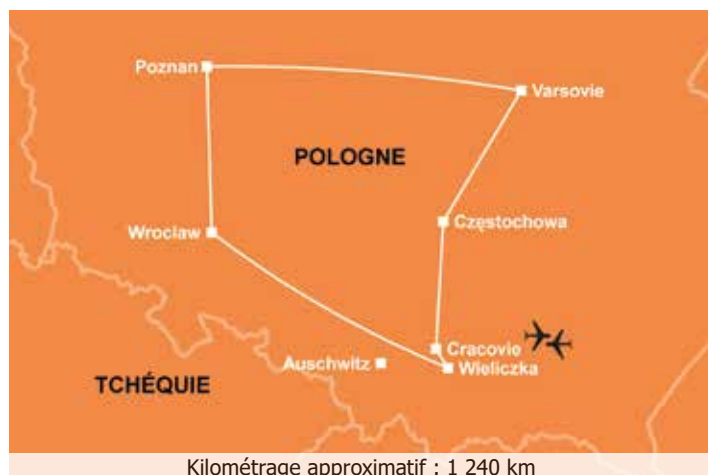 Poznan
Varsovie
POLOGNE
Częstochowa
Wroclaw
Cracovie
Auschwitz
Wieliczka
TCHÉQUIE
Kilométrage approximatif : 1 240 km